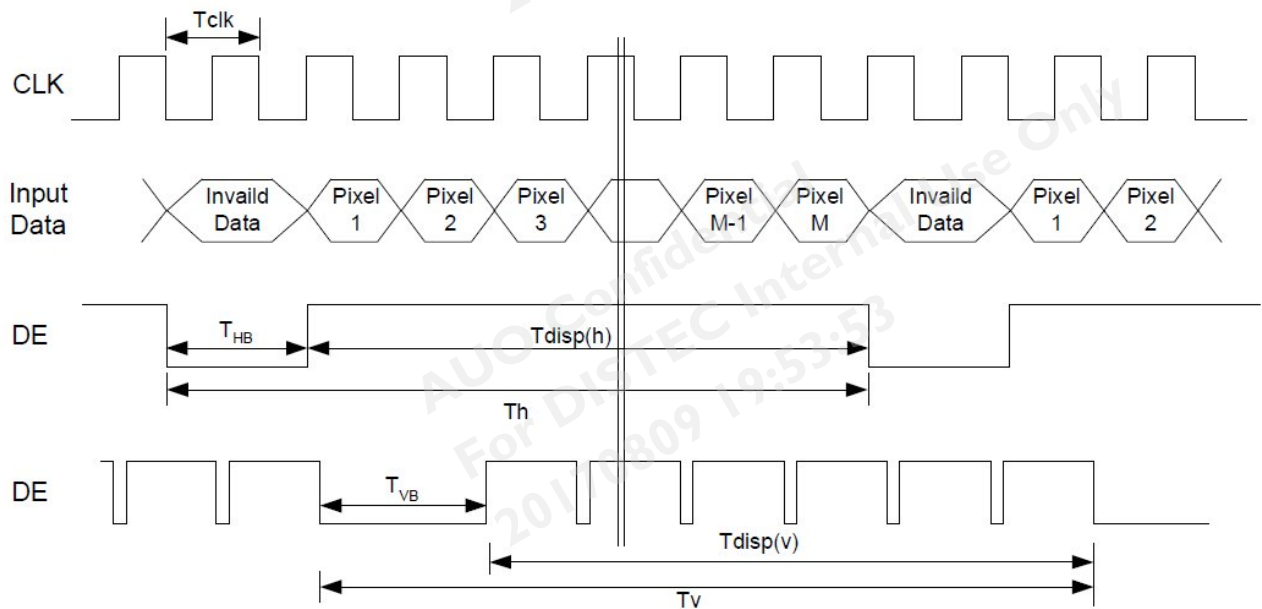 Tclk
CLK
Input
Data
Invaild
Data
Pixel
1
Pixel
2
Pixel
3
Pixel
M-1
Pixel
M
Invaild
Data
Pixel
1
Pixel
2
DE
THB
Tdisp(h)
Th
DE
TVB
Tdisp(v)
Tv
AUO Confidential
For DISTEC Internal Use Only
20170809 19:53:53